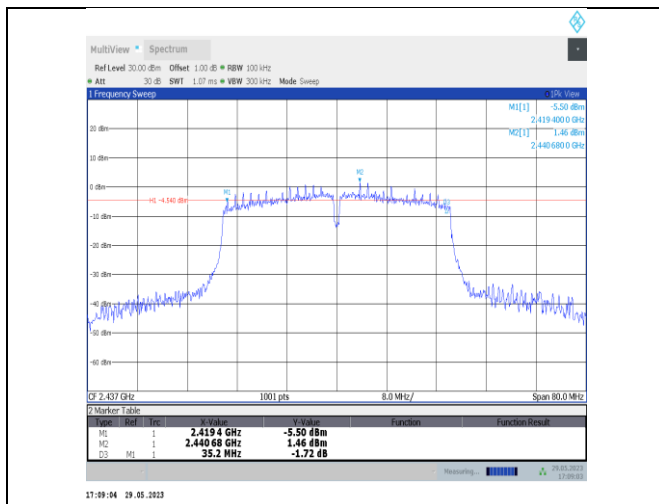 MultiView Spectrum
Ref Level 30.00 dBm Offset 1.00 dB RBW 100 kHz
Att 30 dB SWT 1.07 ms VBW 300 kHz Mode Sweep
1 Frequency Sweep 1Pk View
M1[1] -5.50 dBm
2.4194000 GHz
M2[1] 1.46 dBm
2.4406800 GHz
20 dBm
10 dBm
M2
0 dBm
M1
H1 -4.540 dBm
-10 dBm
-20 dBm
-30 dBm
-40 dBm
-50 dBm
-60 dBm
CF 2.437 GHz 1001 pts 8.0 MHz/ Span 80.0 MHz
2 Marker Table
Type Ref Trc X-Value Y-Value Function Function Result
M1 1 2.4194 GHz -5.50 dBm
M2 1 2.44068 GHz 1.46 dBm
D3 M1 1 35.2 MHz -1.72 dB
Measuring... 29.05.2023
17:09:03
17:09:04 29.05.2023